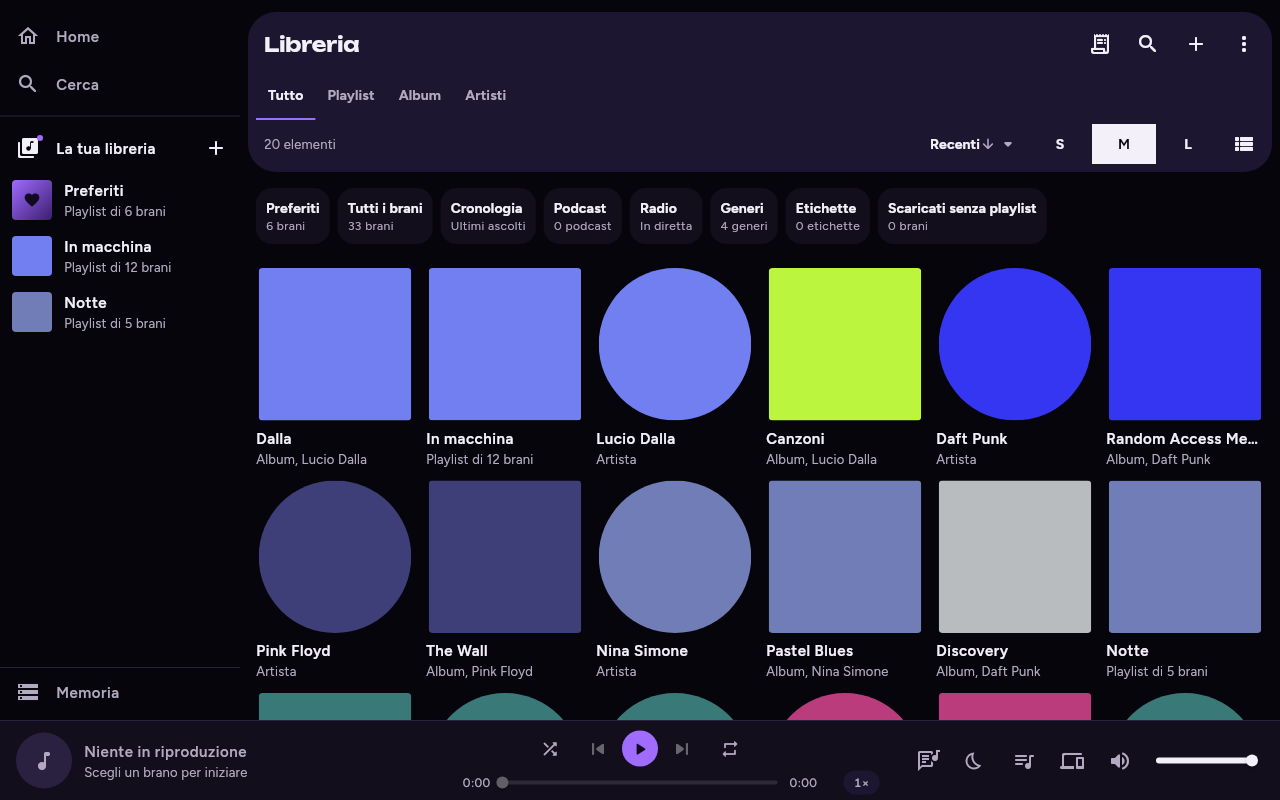 Home
Cerca
La tua libreria
Preferiti
Playlist di 6 brani
In macchina
Playlist di 12 brani
Notte
Playlist di 5 brani
Memoria
Libreria
Tutto Playlist Album Artisti
20 elementi
Recenti S M L
Preferiti
6 brani
Tutti i brani
33 brani
Cronologia
Ultimi ascolti
Podcast
0 podcast
Radio
In diretta
Generi
4 generi
Etichette
0 etichette
Scaricati senza playlist
0 brani
Dalla
Album, Lucio Dalla
In macchina
Playlist di 12 brani
Lucio Dalla
Artista
Canzoni
Album, Lucio Dalla
Daft Punk
Artista
Random Access Me…
Album, Daft Punk
Pink Floyd
Artista
The Wall
Album, Pink Floyd
Nina Simone
Artista
Pastel Blues
Album, Nina Simone
Discovery
Album, Daft Punk
Notte
Playlist di 5 brani
Niente in riproduzione
Scegli un brano per iniziare
0:00 0:00 1×